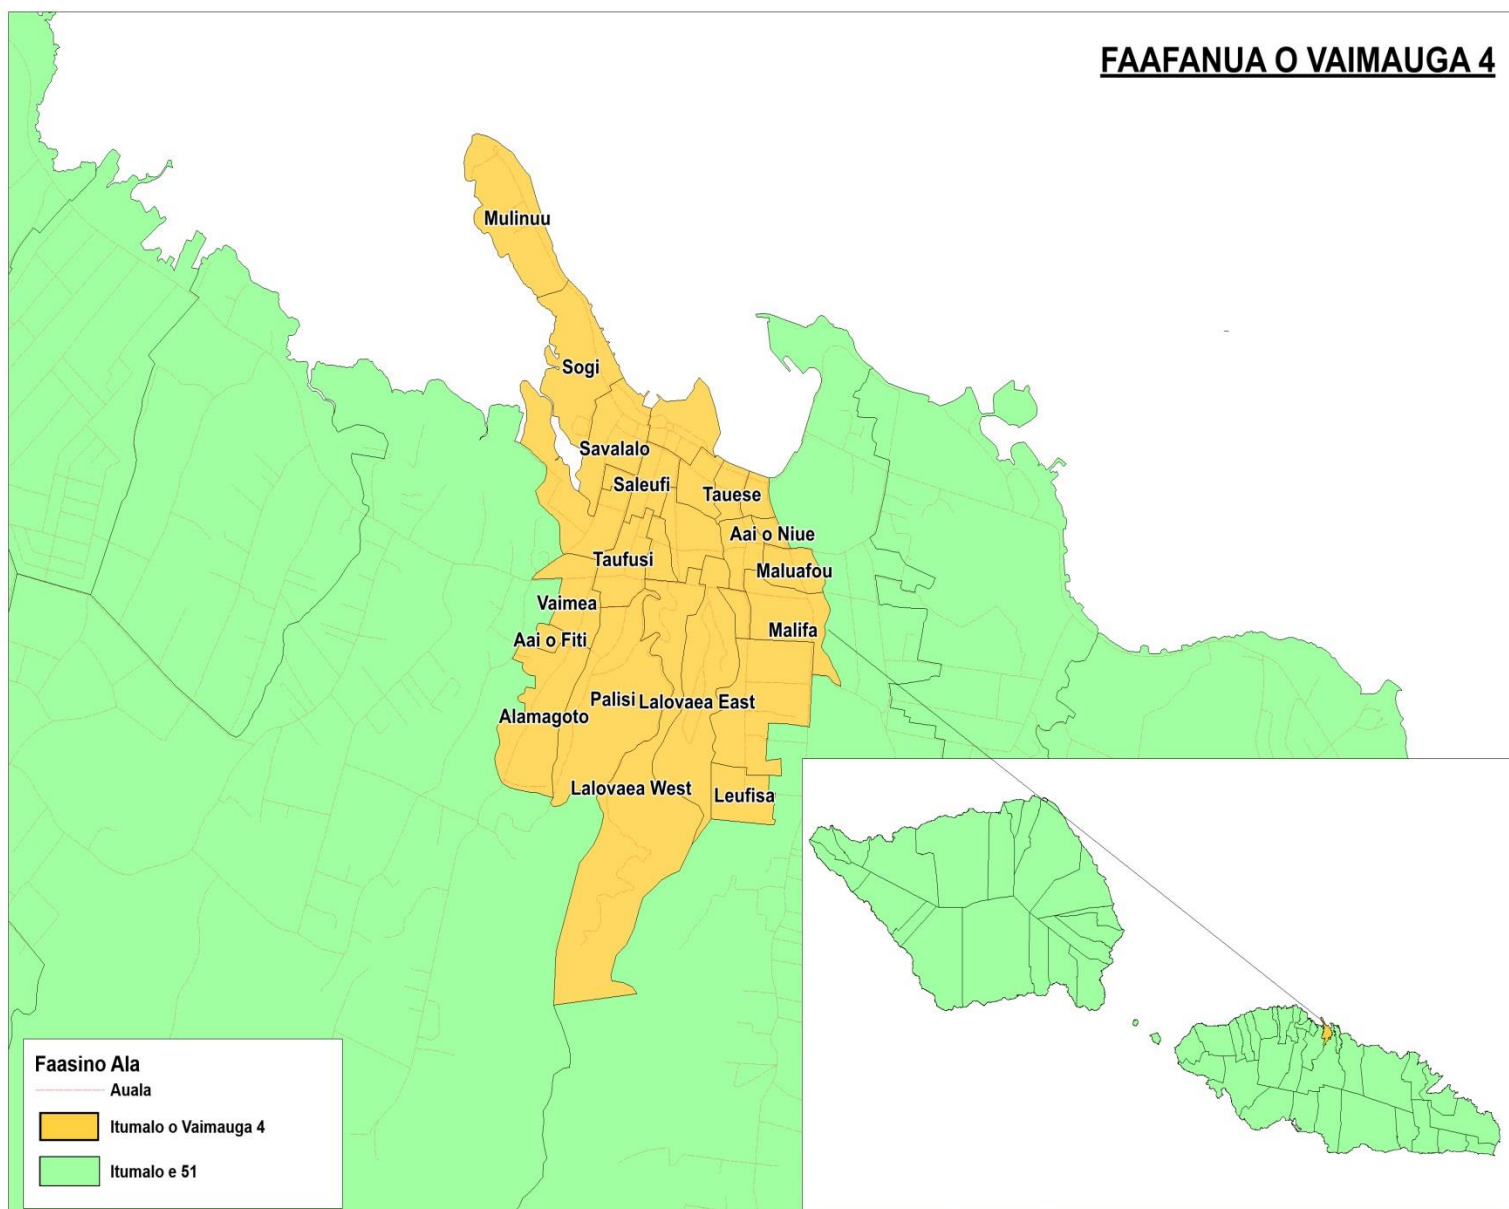 FAAFANUA O VAIMAUGA 4
Mulinuu
Sogi
Savalalo
Saleufi
Tauese
Aai o Niue
Taufusi
Maluafou
Vaimea
Malifa
Aai o Fiti
Palisi
Lalovaea East
Alamagoto
Lalovaea West
Leufisa
Faasino Ala
Auala
Itumalo o Vaimauga 4
Itumalo e 51